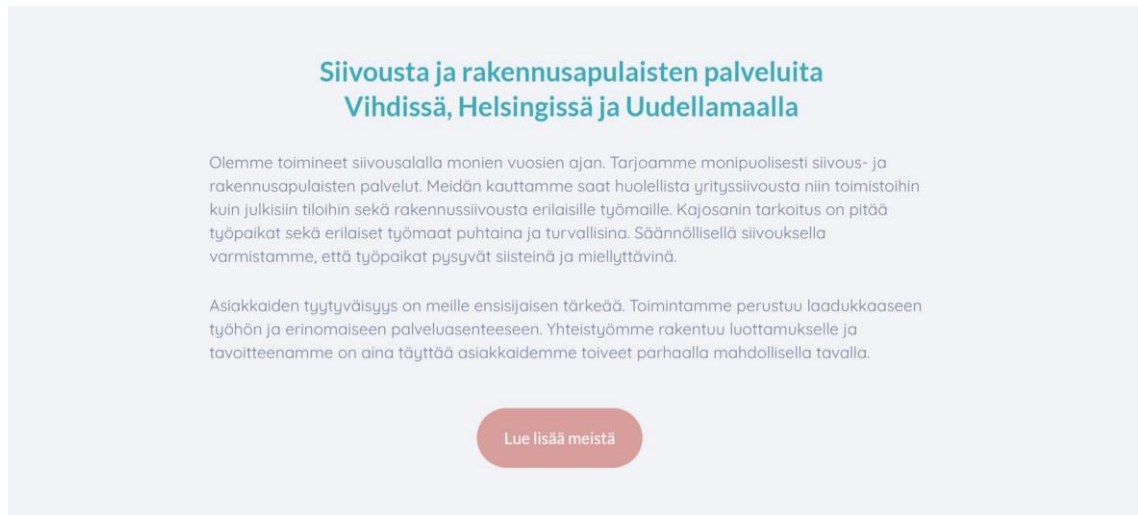 Siivousta ja rakennusapulaisten palveluita
Vihdissä, Helsingissä ja Uudellamaalla
Olemme toimineet siivousalalla monien vuosien ajan. Tarjoamme monipuolisesti siivous- ja
rakennusapulaisten palvelut. Meidän kauttamme saat huolellista yrityssiivousta niin toimistoihin
kuin julkisiin tiloihin sekä rakennussiivousta erilaisille työmaille. Kajosanin tarkoitus on pitää
työpaikat sekä erilaiset työmaat puhtaina ja turvallisina. Säännöllisellä siivouksella
varmistamme, että työpaikat pysyvät siisteinä ja miellyttävinä.
Asiakkaiden tyytyväisyys on meille ensisijaisen tärkeää. Toimintamme perustuu laadukkaaseen
työhön ja erinomaiseen palveluasenteeseen. Yhteistyömme rakentuu luottamukselle ja
tavoitteenamme on aina täyttää asiakkaidemme toiveet parhaalla mahdollisella tavalla.
Lue lisää meistä